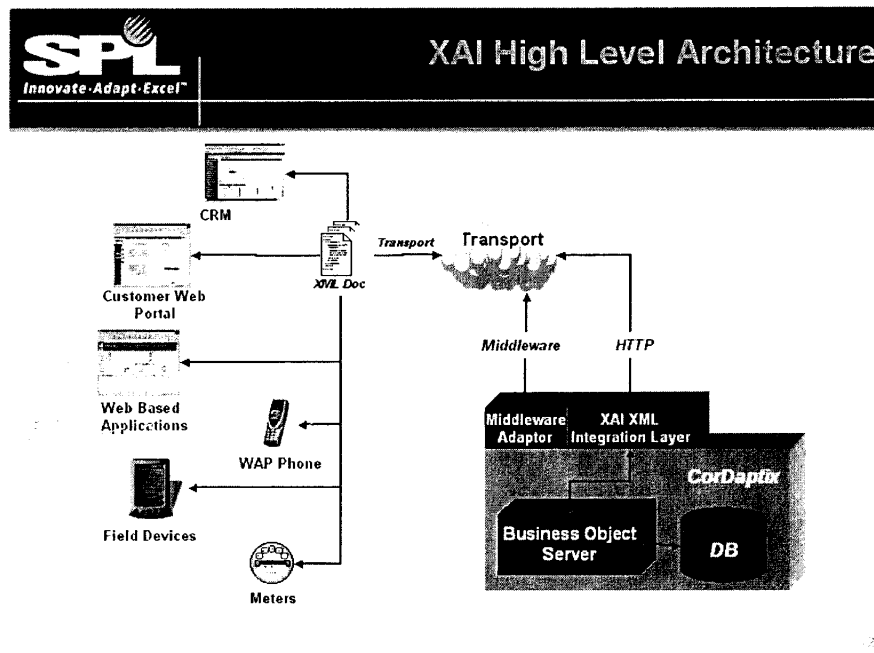 SPL
Innovate·Adapt·Excel™
XAI High Level Architecture
CRM
Customer Web
Portal
XML Doc
Transport
Transport
Web Based
Applications
WAP Phone
Field Devices
Meters
Middleware
HTTP
Middleware
Adaptor
XAI XML
Integration Layer
CorDaptix
Business Object
Server
DB